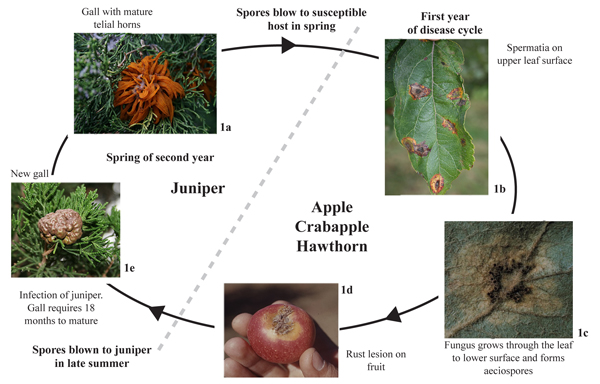 Gall with mature
telial horns
1a
Spores blow to susceptible
host in spring
First year
of disease cycle
Spermatia on
upper leaf surface
1b
Spring of second year
Juniper
Apple
Crabapple
Hawthorn
New gall
1e
Infection of juniper.
Gall requires 18
months to mature
Spores blown to juniper
in late summer
1d
Rust lesion on
fruit
1c
Fungus grows through the leaf
to lower surface and forms
aeciospores